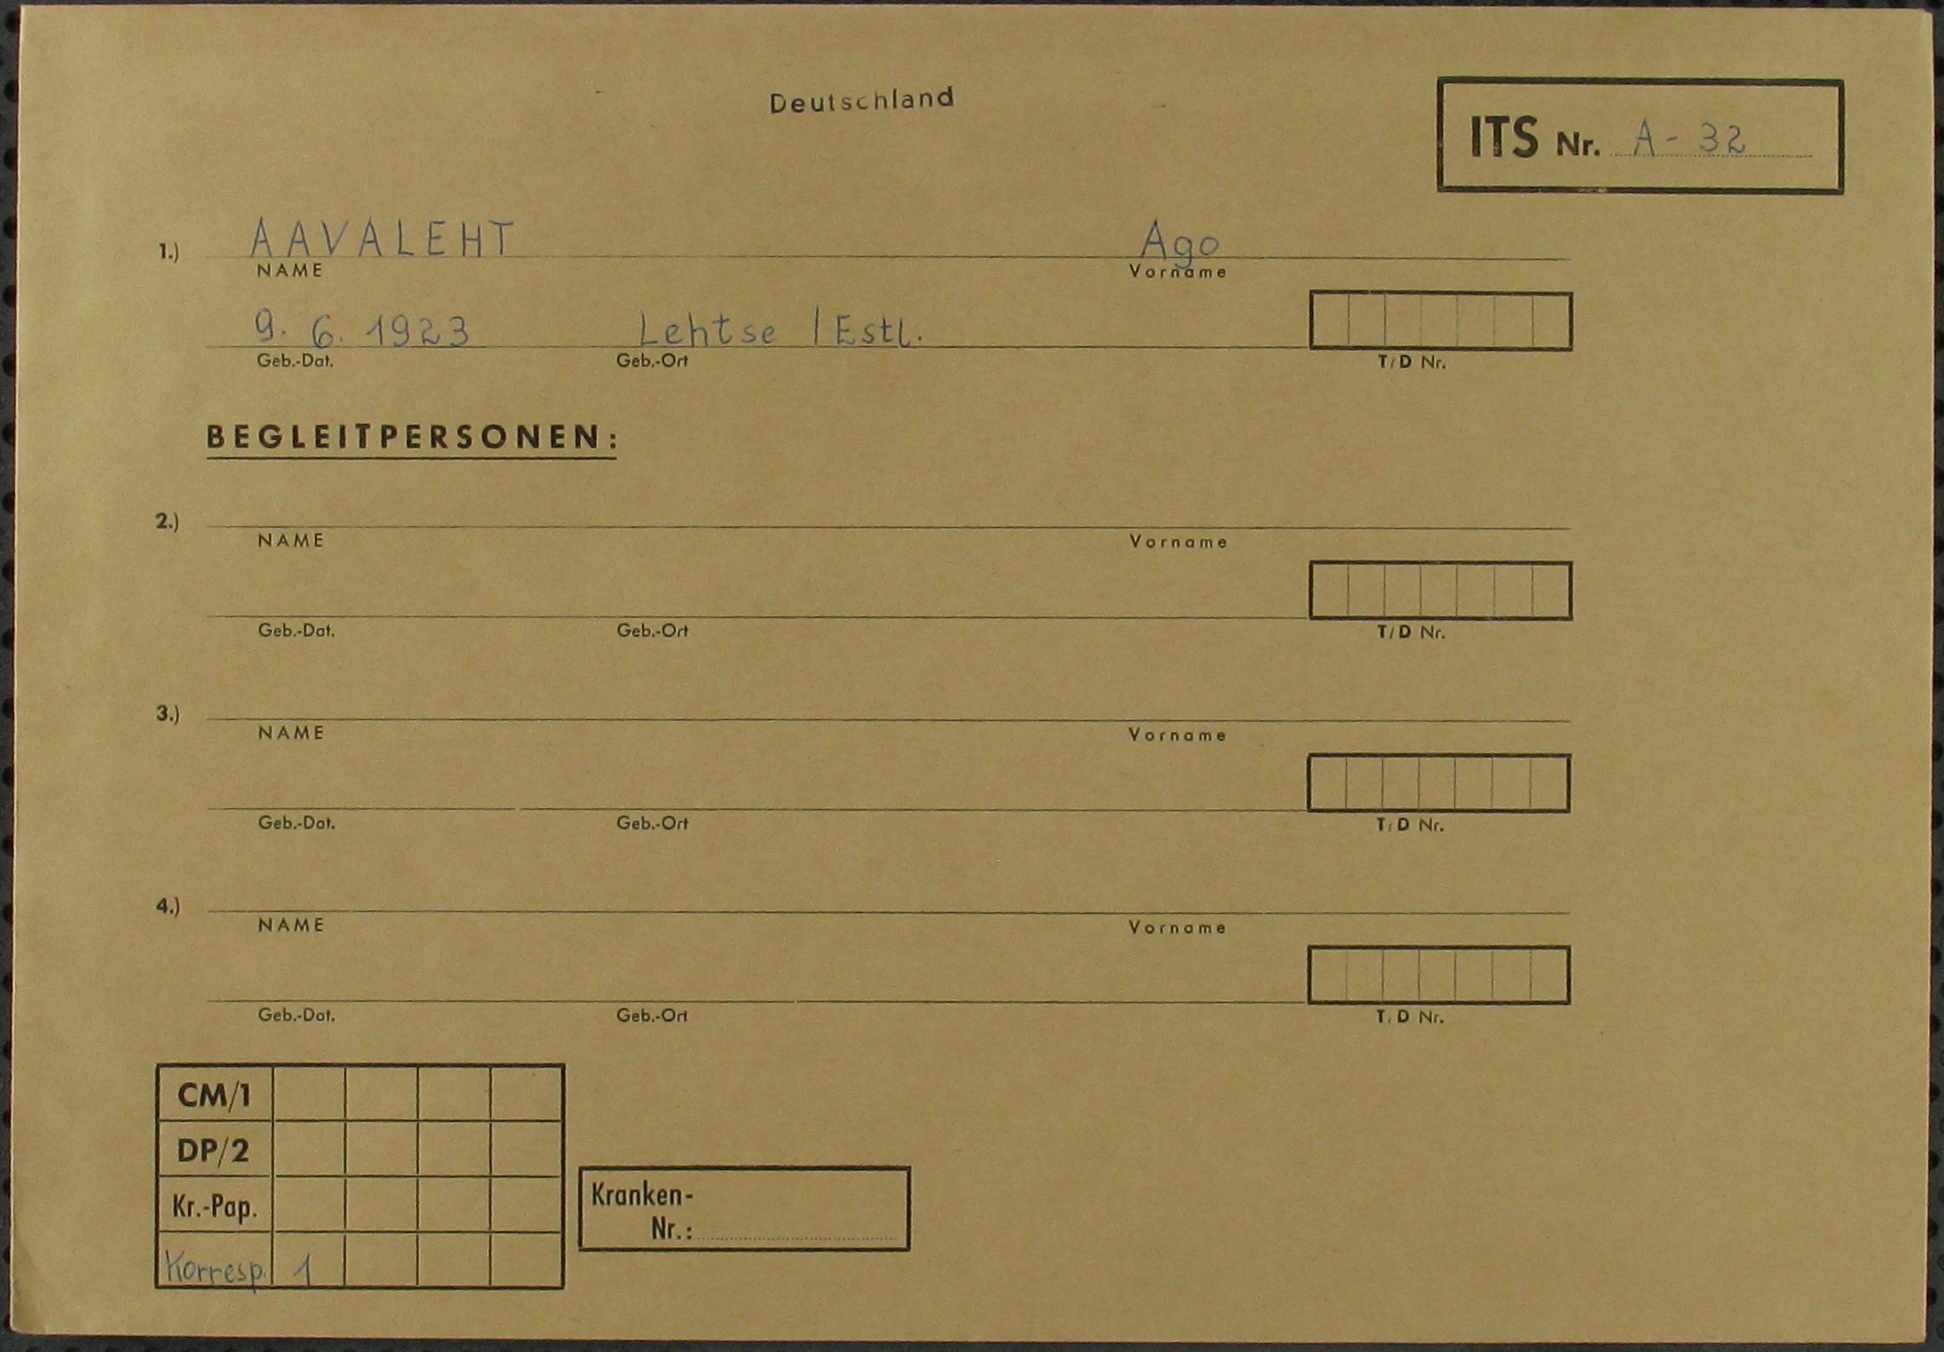 Deutschland
ITS Nr. A-32
1.) AAVALEHT Ago
NAME Vorname
9. 6. 1923 Lehtse / Estl.
Geb.-Dat. Geb.-Ort T/D Nr.
BEGLEITPERSONEN:
2.)
NAME Vorname
Geb.-Dat. Geb.-Ort T/D Nr.
3.)
NAME Vorname
Geb.-Dat. Geb.-Ort T/D Nr.
4.)
NAME Vorname
Geb.-Dat. Geb.-Ort T/D Nr.
CM/1
DP/2
Kr.-Pap.
Korresp. 1
Kranken-
Nr.: